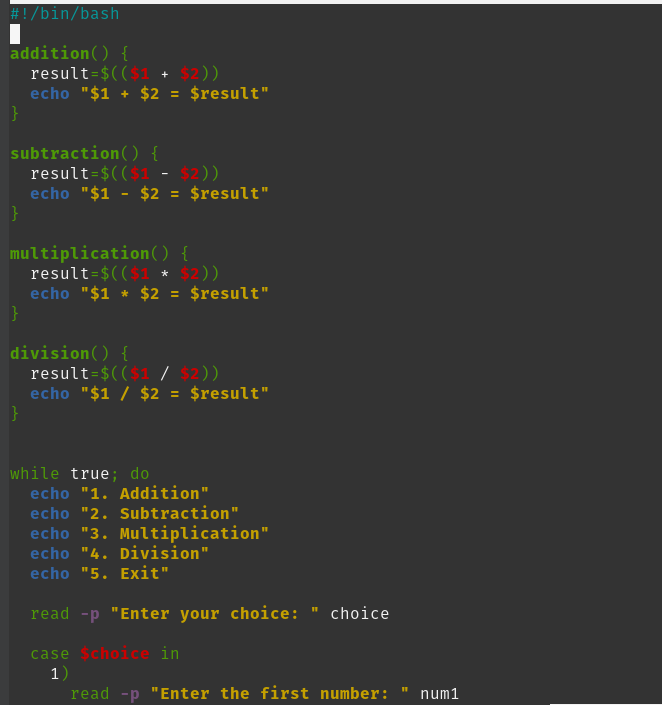 #!/bin/bash
addition() {
  result=$(($1 + $2))
  echo "$1 + $2 = $result"
}
subtraction() {
  result=$(($1 - $2))
  echo "$1 - $2 = $result"
}
multiplication() {
  result=$(($1 * $2))
  echo "$1 * $2 = $result"
}
division() {
  result=$(($1 / $2))
  echo "$1 / $2 = $result"
}
while true; do
  echo "1. Addition"
  echo "2. Subtraction"
  echo "3. Multiplication"
  echo "4. Division"
  echo "5. Exit"
  read -p "Enter your choice: " choice
  case $choice in
    1)
      read -p "Enter the first number: " num1